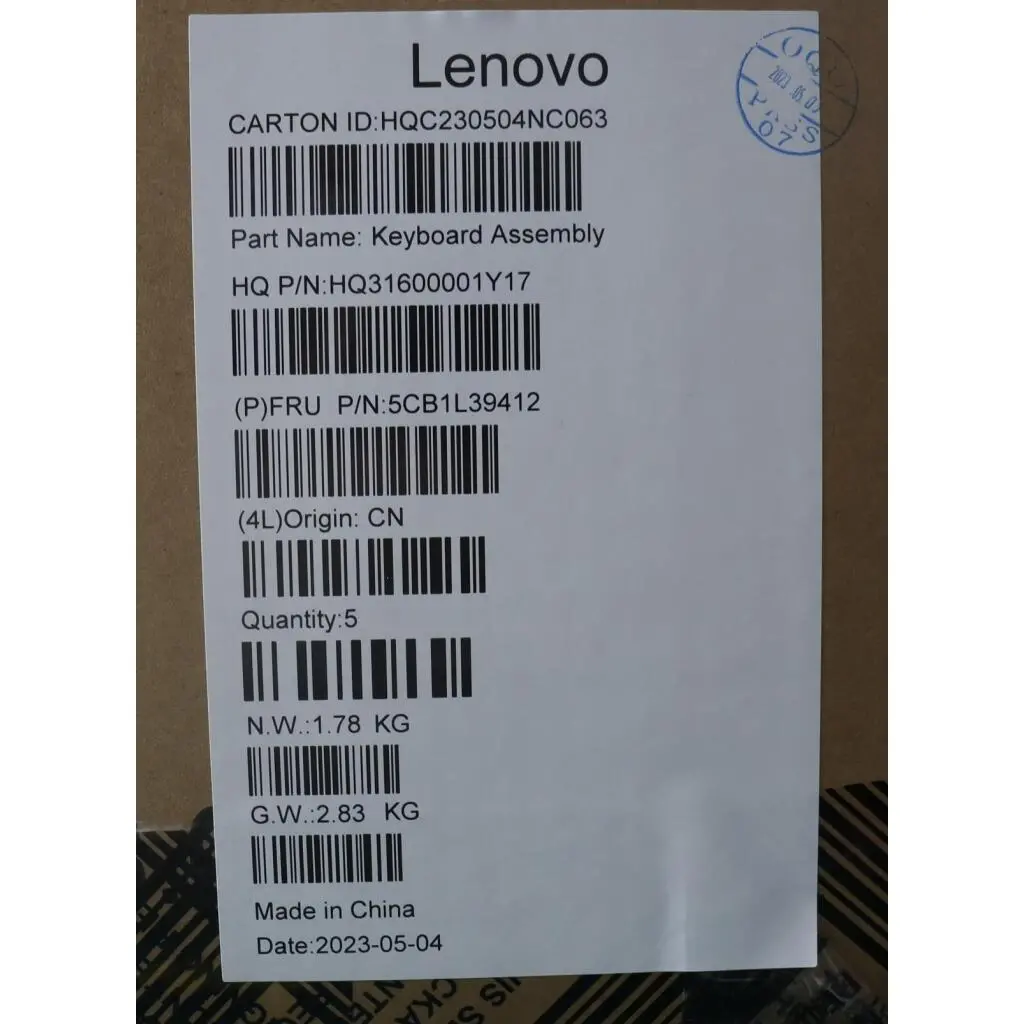 Lenovo
CARTON ID:HQC230504NC063
Part Name: Keyboard Assembly
HQ P/N:HQ31600001Y17
(P)FRU P/N:5CB1L39412
(4L)Origin: CN
Quantity:5
N.W.:1.78 KG
G.W.:2.83 KG
Made in China
Date:2023-05-04
07